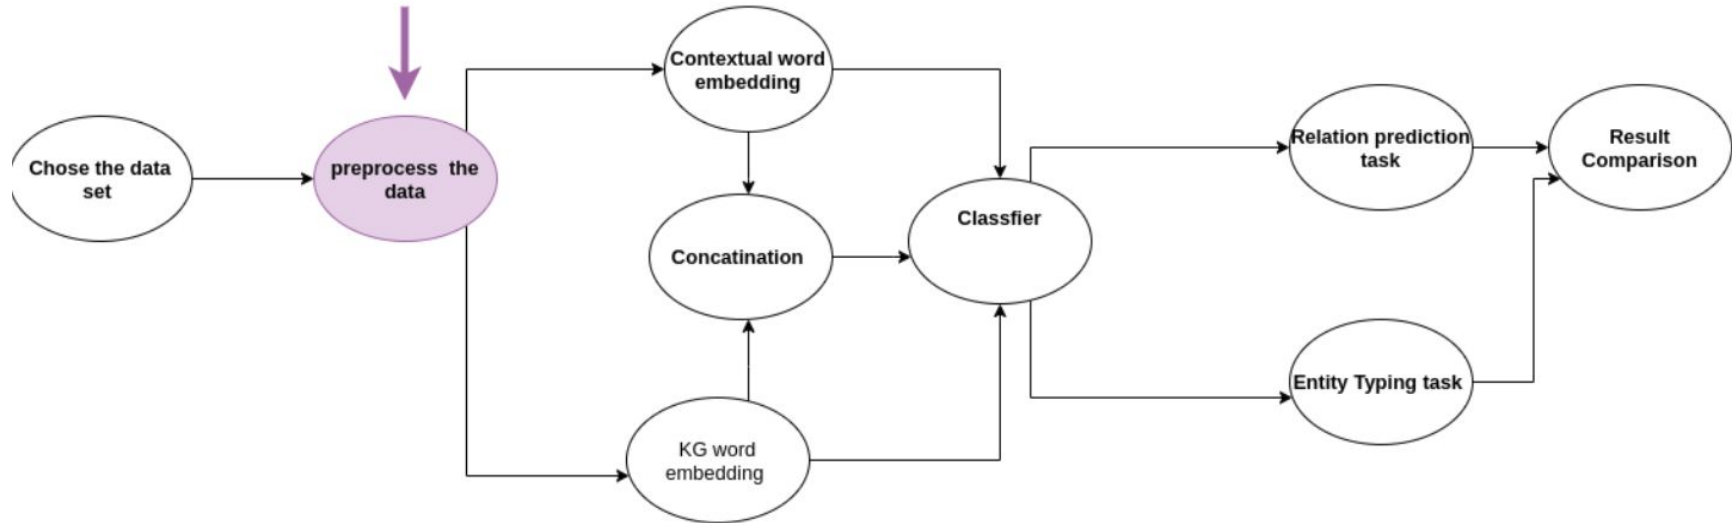 Chose the data
set
preprocess  the
data
Contextual word
embedding
Concatination
KG word
embedding
Classfier
Relation prediction
task
Entity Typing task
Result
Comparison